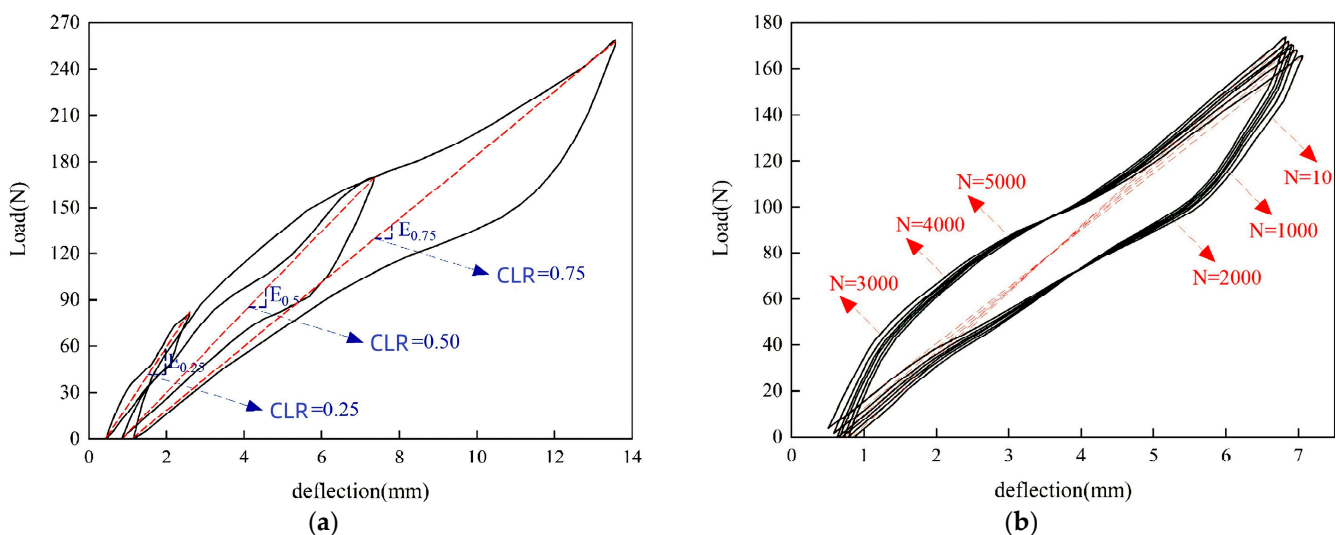 270
240
210
180
150
120
90
60
30
0
Load(N)
E0.75
CLR=0.75
E0.5
CLR=0.50
E0.25
CLR=0.25
0 2 4 6 8 10 12 14
deflection(mm)
(a)
180
160
140
120
100
80
60
40
20
0
Load(N)
N=5000
N=4000
N=3000
N=10
N=1000
N=2000
0 1 2 3 4 5 6 7
deflection(mm)
(b)